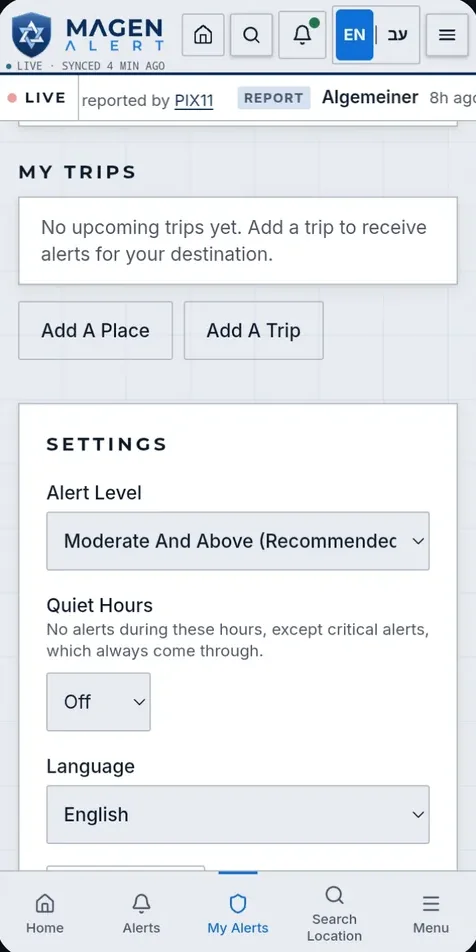 MAGEN
ALERT
LIVE · SYNCED 4 MIN AGO
EN | עב
LIVE
reported by PIX11 REPORT Algemeiner 8h ago
MY TRIPS
No upcoming trips yet. Add a trip to receive
alerts for your destination.
Add A Place
Add A Trip
SETTINGS
Alert Level
Moderate And Above (Recommended
Quiet Hours
No alerts during these hours, except critical alerts,
which always come through.
Off
Language
English
Home
Alerts
My Alerts
Search
Location
Menu